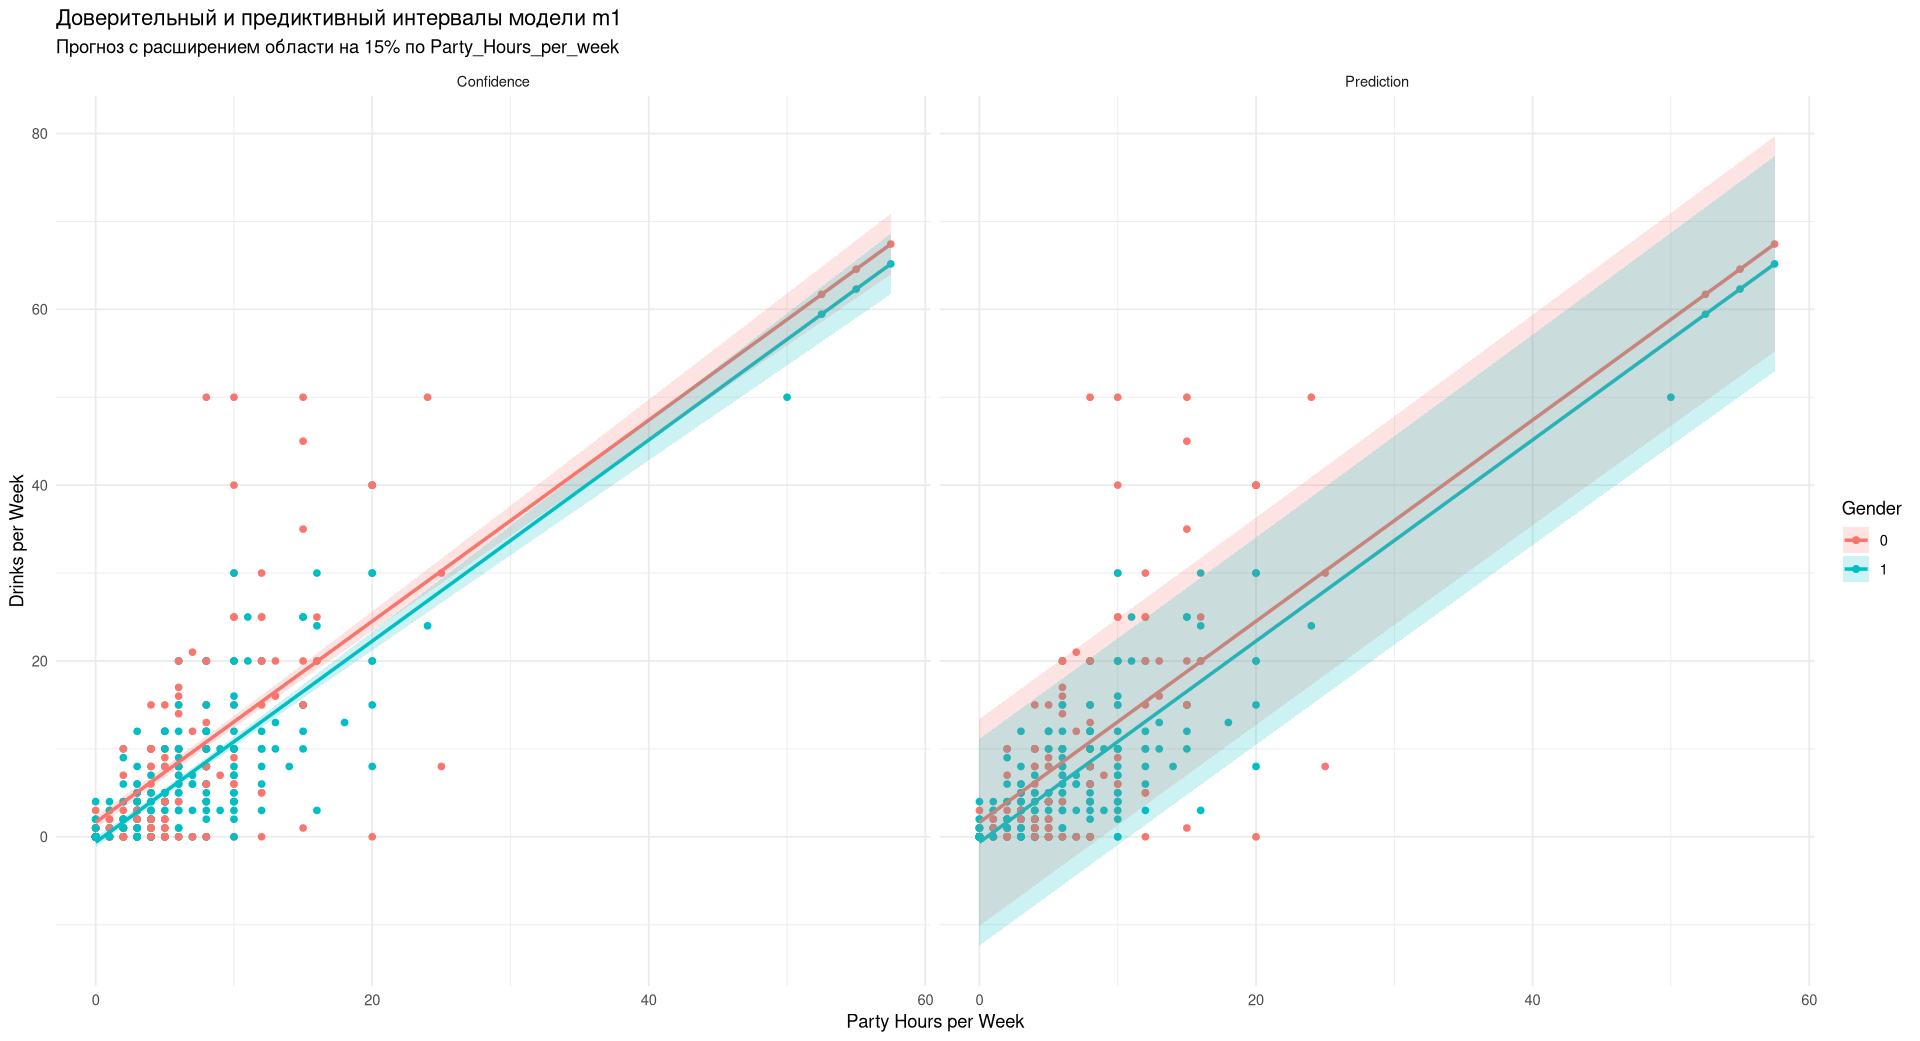 Доверительный и предиктивный интервалы модели m1
Прогноз с расширением области на 15% по Party_Hours_per_week
Confidence
Prediction
80
60
40
20
0
Drinks per Week
0 20 40 60
0 20 40 60
Party Hours per Week
Gender
0
1